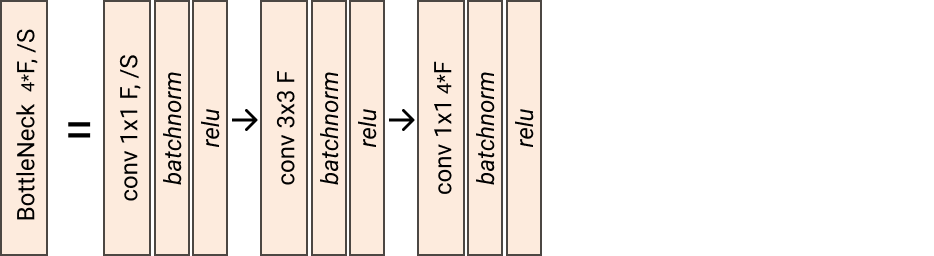 BottleNeck 4*F, /S
=
conv 1x1 F, /S
batchnorm
relu
conv 3x3 F
batchnorm
relu
conv 1x1 4*F
batchnorm
relu